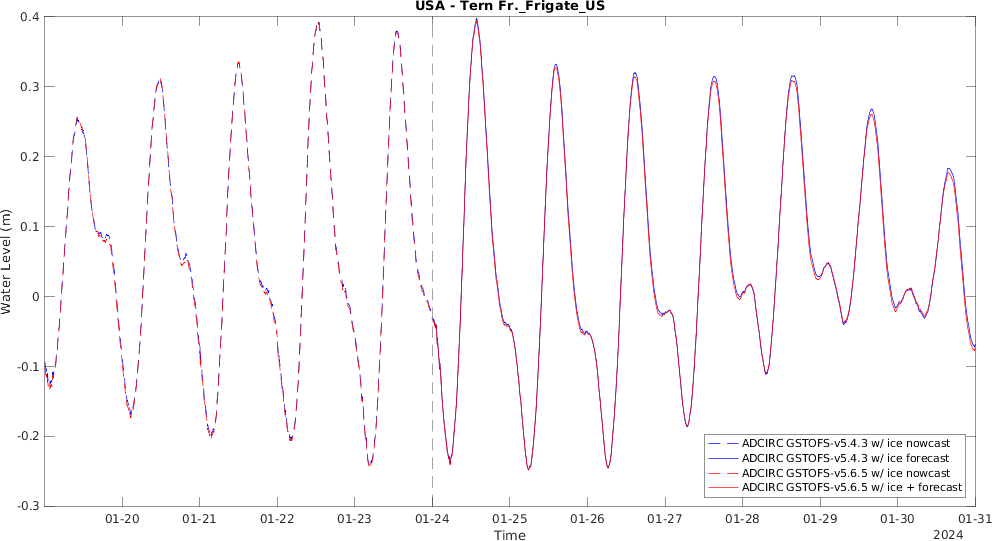 USA - Tern Fr._Frigate_US
0.4
0.3
0.2
0.1
0
-0.1
-0.2
-0.3
Water Level (m)
01-20 01-21 01-22 01-23 01-24 01-25 01-26 01-27 01-28 01-29 01-30 01-31
Time
2024
ADCIRC GSTOFS-v5.4.3 w/ ice nowcast
ADCIRC GSTOFS-v5.4.3 w/ ice forecast
ADCIRC GSTOFS-v5.6.5 w/ ice nowcast
ADCIRC GSTOFS-v5.6.5 w/ ice + forecast